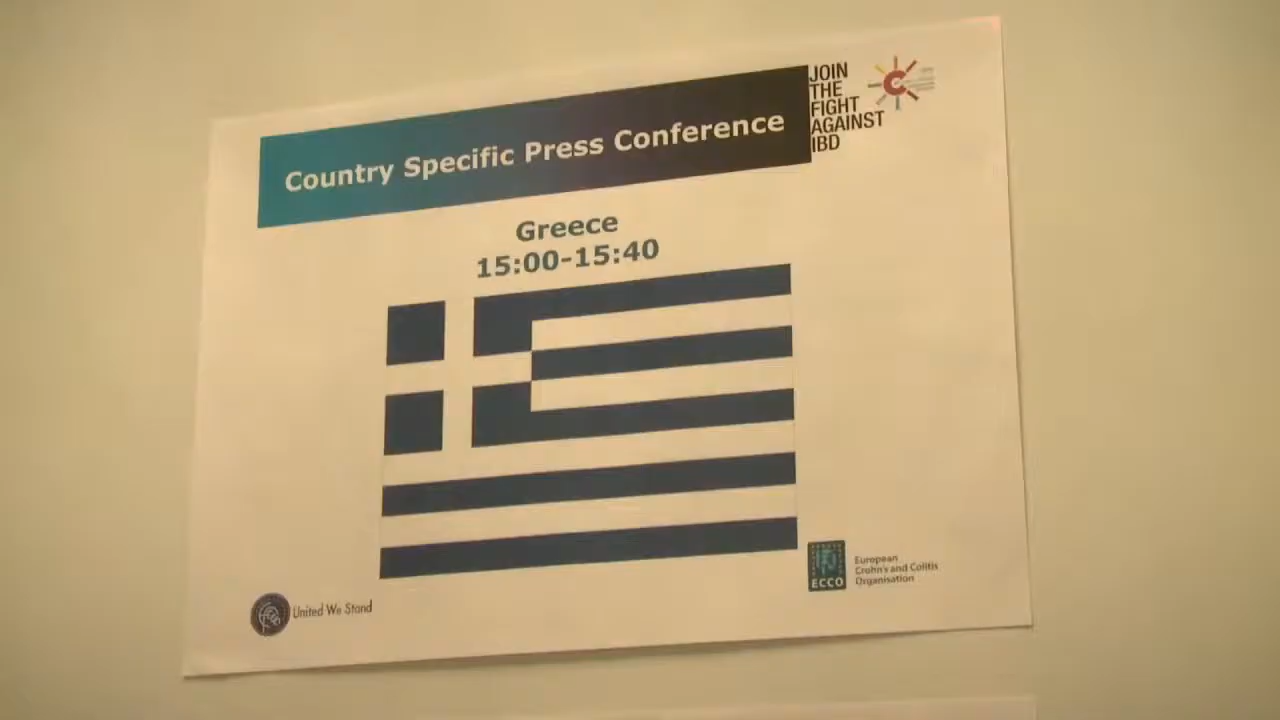 Country Specific Press Conference
JOIN
THE
FIGHT
AGAINST
IBD
Greece
15:00-15:40
United We Stand
ECCO
European
Crohn's and Colitis
Organisation